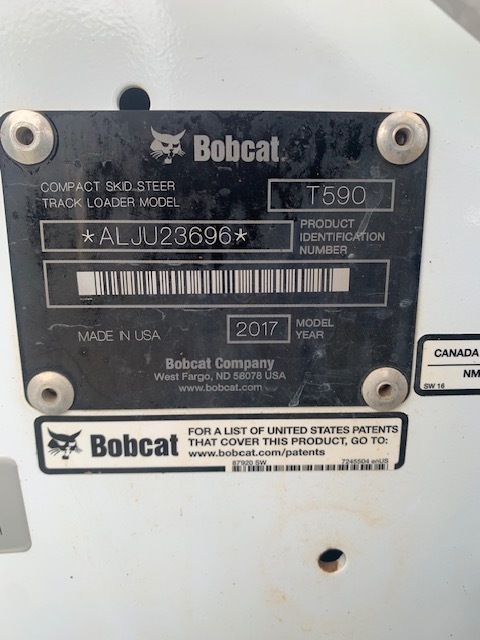 Bobcat
COMPACT SKID STEER
TRACK LOADER MODEL
T590
*ALJU23696*
PRODUCT
IDENTIFICATION
NUMBER
MADE IN USA
2017
MODEL
YEAR
Bobcat Company
West Fargo, ND 58078 USA
www.bobcat.com
CANADA
NM
SW 16
Bobcat
FOR A LIST OF UNITED STATES PATENTS
THAT COVER THIS PRODUCT, GO TO:
www.bobcat.com/patents
87920 SW
7245504 enUS